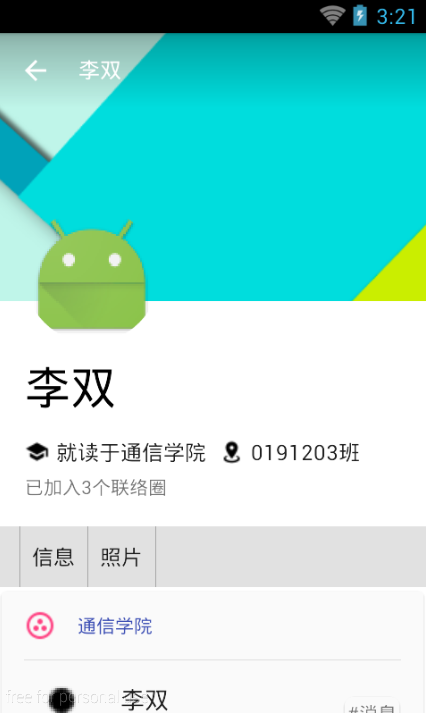 3:21
李双
李双
就读于通信学院 0191203班
已加入3个联络圈
信息 照片
通信学院
李双
#消息
free for personal